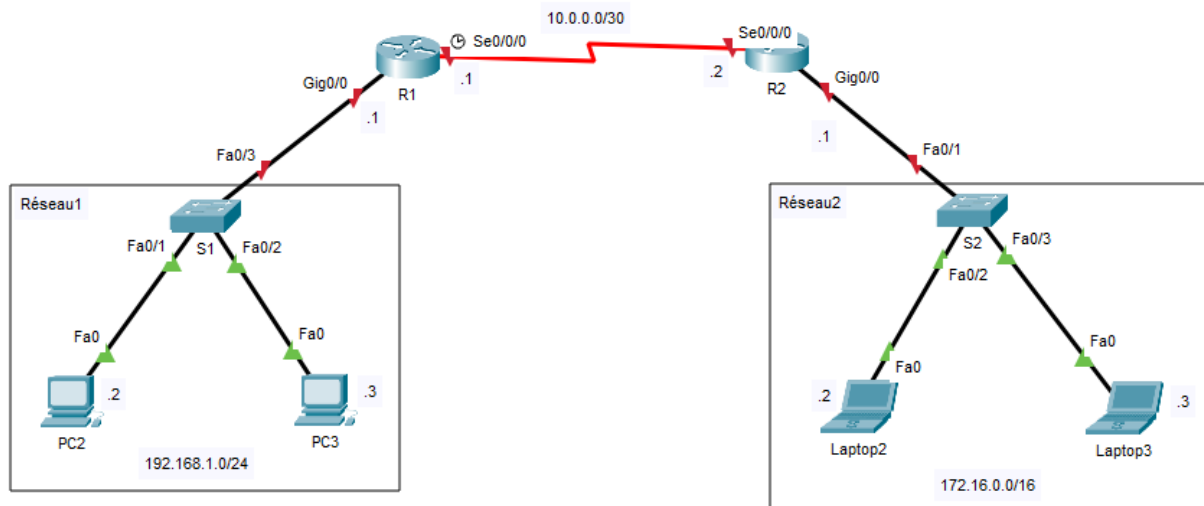 10.0.0.0/30
Se0/0/0
Se0/0/0
.1
.2
R1
R2
Gig0/0
Gig0/0
.1
.1
Fa0/3
Fa0/1
Réseau1
Réseau2
S1
S2
Fa0/1
Fa0/2
Fa0/3
Fa0/2
Fa0
Fa0
Fa0
Fa0
.2
.3
.2
.3
PC2
PC3
Laptop2
Laptop3
192.168.1.0/24
172.16.0.0/16